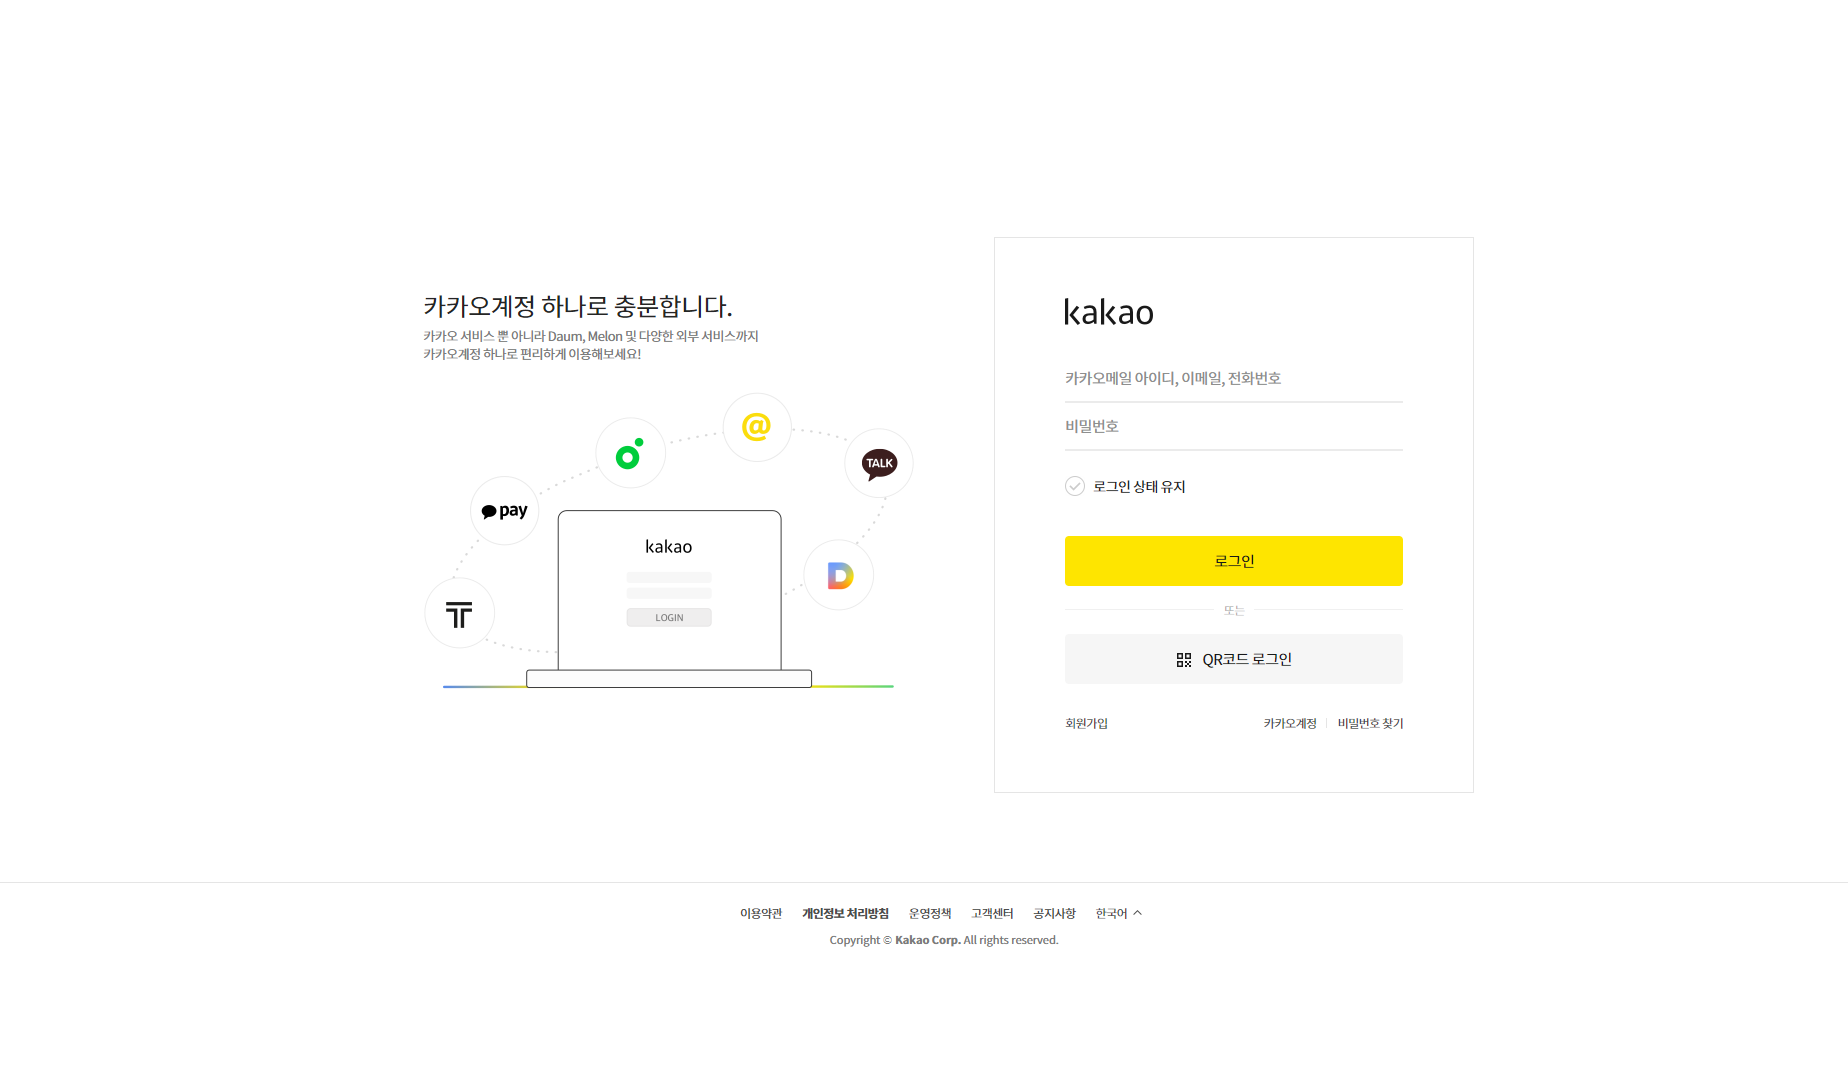 카카오계정 하나로 충분합니다.
카카오 서비스 뿐 아니라 Daum, Melon 및 다양한 외부 서비스까지
카카오계정 하나로 편리하게 이용해보세요!
@
TALK
pay
kakao
LOGIN
D
T
kakao
카카오메일 아이디, 이메일, 전화번호
비밀번호
로그인 상태 유지
로그인
또는
QR코드 로그인
회원가입
카카오계정 비밀번호 찾기
이용약관 개인정보 처리방침 운영정책 고객센터 공지사항 한국어
Copyright © Kakao Corp. All rights reserved.